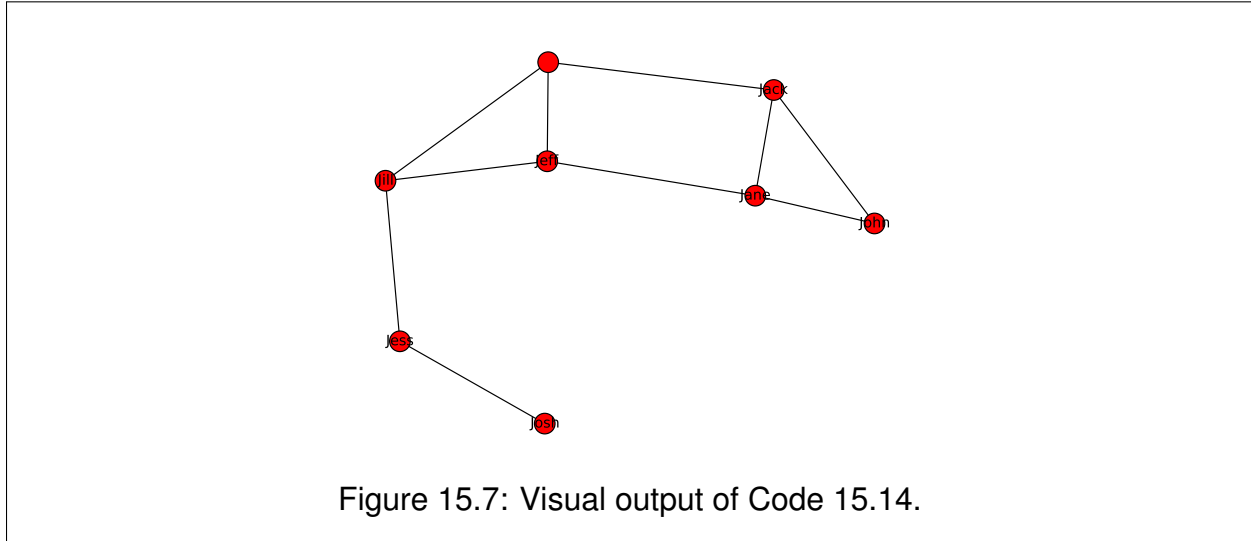 Jack
Jeff
Jill
Jane
John
Jess
Josh
Figure 15.7: Visual output of Code 15.14.